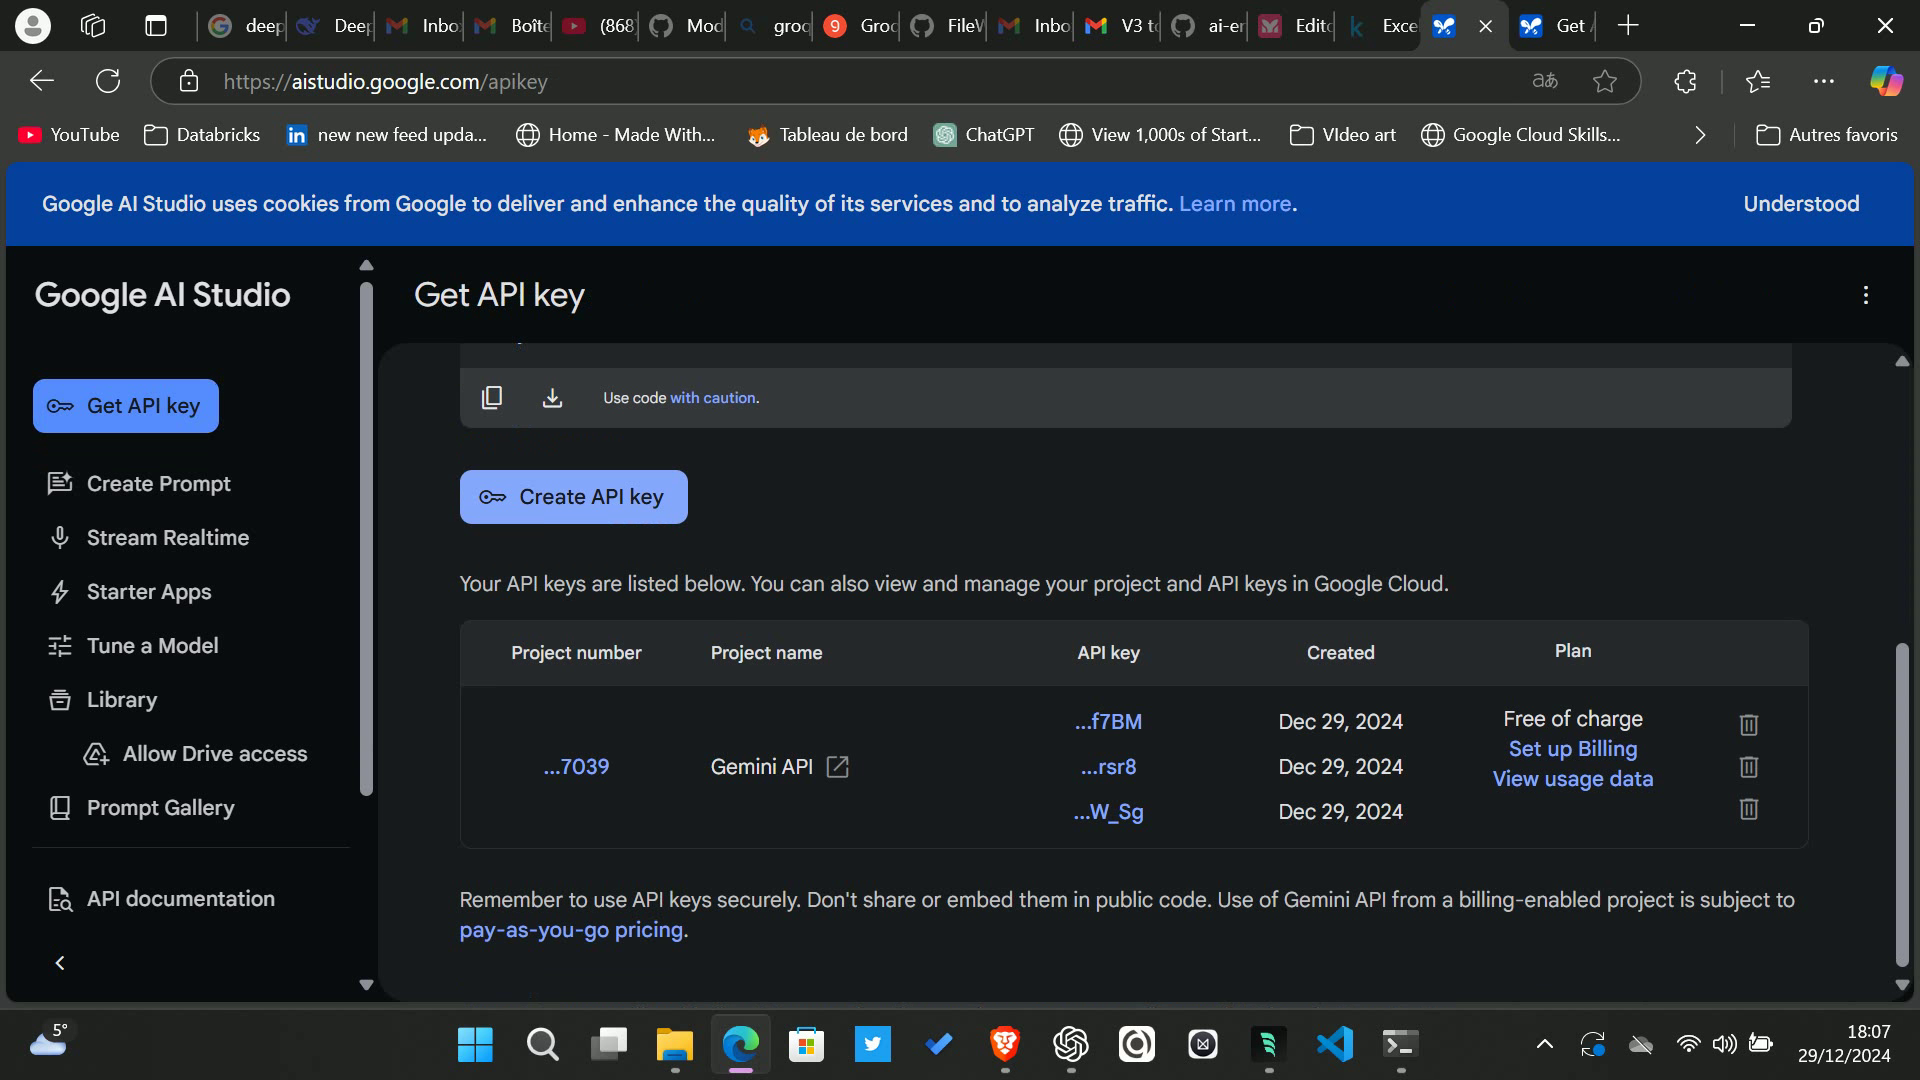 deep
Deep
Inbo
Boîte
(868
Mod
groq
Groc
FileW
Inbo
V3 to
ai-er
Edito
Exce
Get
https://aistudio.google.com/apikey
YouTube
Databricks
new new feed upda...
Home - Made With...
Tableau de bord
ChatGPT
View 1,000s of Start...
VIdeo art
Google Cloud Skills...
Autres favoris
Google AI Studio uses cookies from Google to deliver and enhance the quality of its services and to analyze traffic. Learn more.
Understood
Google AI Studio
Get API key
Get API key
Create Prompt
Stream Realtime
Starter Apps
Tune a Model
Library
Allow Drive access
Prompt Gallery
API documentation
Use code with caution.
Create API key
Your API keys are listed below. You can also view and manage your project and API keys in Google Cloud.
Project number Project name API key Created Plan
...f7BM Dec 29, 2024 Free of charge
Set up Billing
...7039 Gemini API ...rsr8 Dec 29, 2024
View usage data
...W_Sg Dec 29, 2024
Remember to use API keys securely. Don't share or embed them in public code. Use of Gemini API from a billing-enabled project is subject to
pay-as-you-go pricing.
5°
18:07
29/12/2024